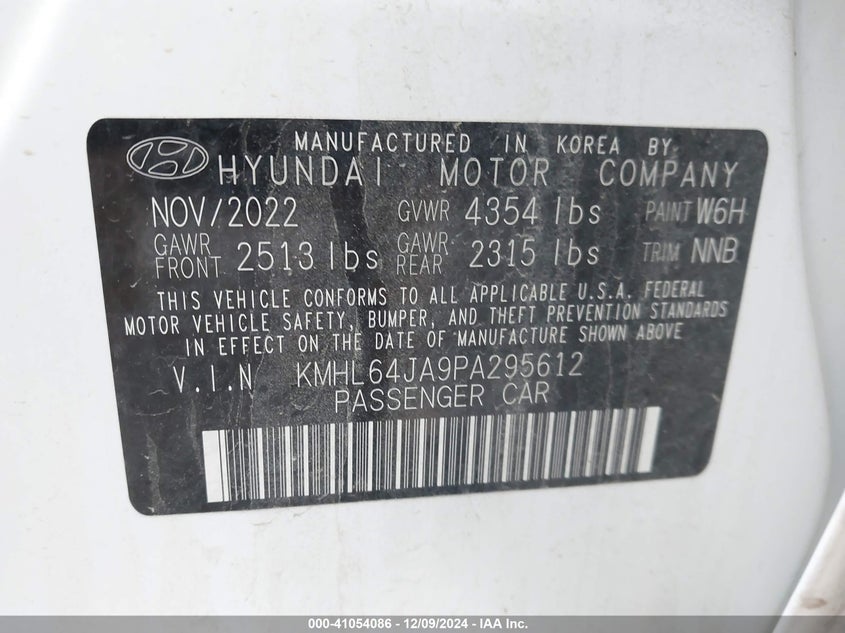 MANUFACTURED IN KOREA BY
HYUNDAI MOTOR COMPANY
NOV/2022 GVWR 4354 lbs PAINT W6H
GAWR FRONT 2513 lbs GAWR REAR 2315 lbs TRIM NNB
THIS VEHICLE CONFORMS TO ALL APPLICABLE U.S.A. FEDERAL
MOTOR VEHICLE SAFETY, BUMPER, AND THEFT PREVENTION STANDARDS
IN EFFECT ON THE DATE OF MANUFACTURE SHOWN ABOVE
V.I.N KMHL64JA9PA295612
PASSENGER CAR
000-41054086 - 12/09/2024 - IAA Inc.